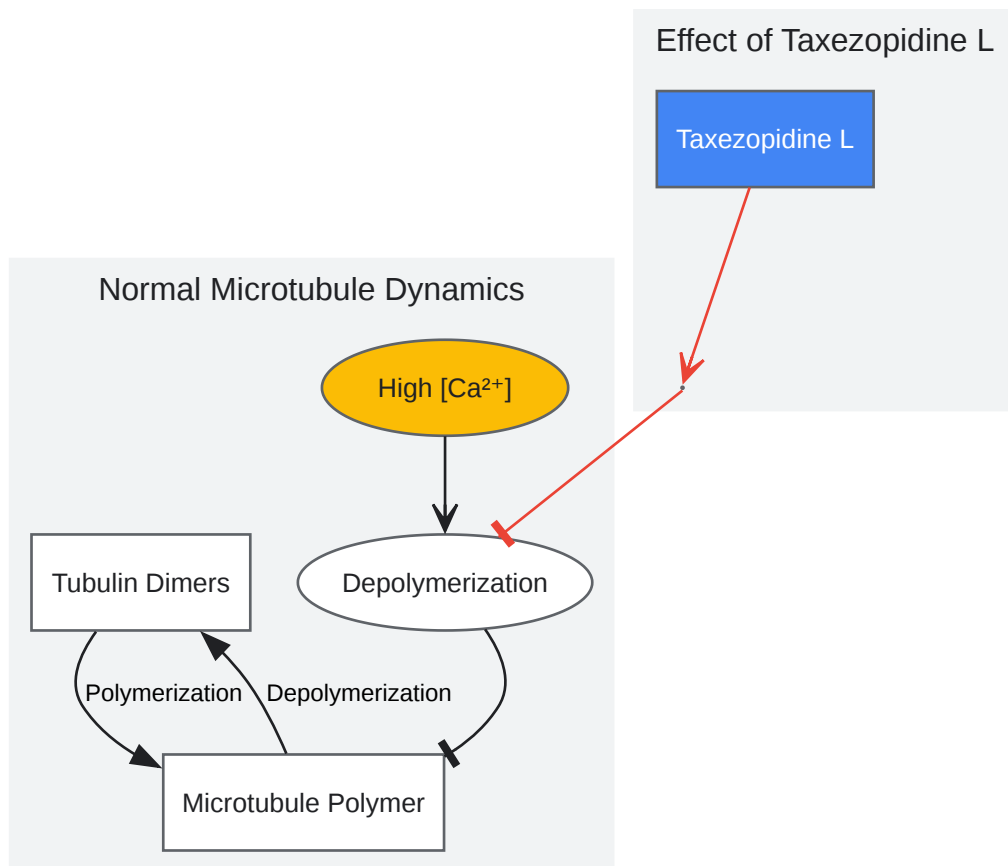 Effect of Taxezopidine L
Taxezopidine L
Normal Microtubule Dynamics
High [Ca²⁺]
Tubulin Dimers
Depolymerization
Polymerization
Depolymerization
Microtubule Polymer